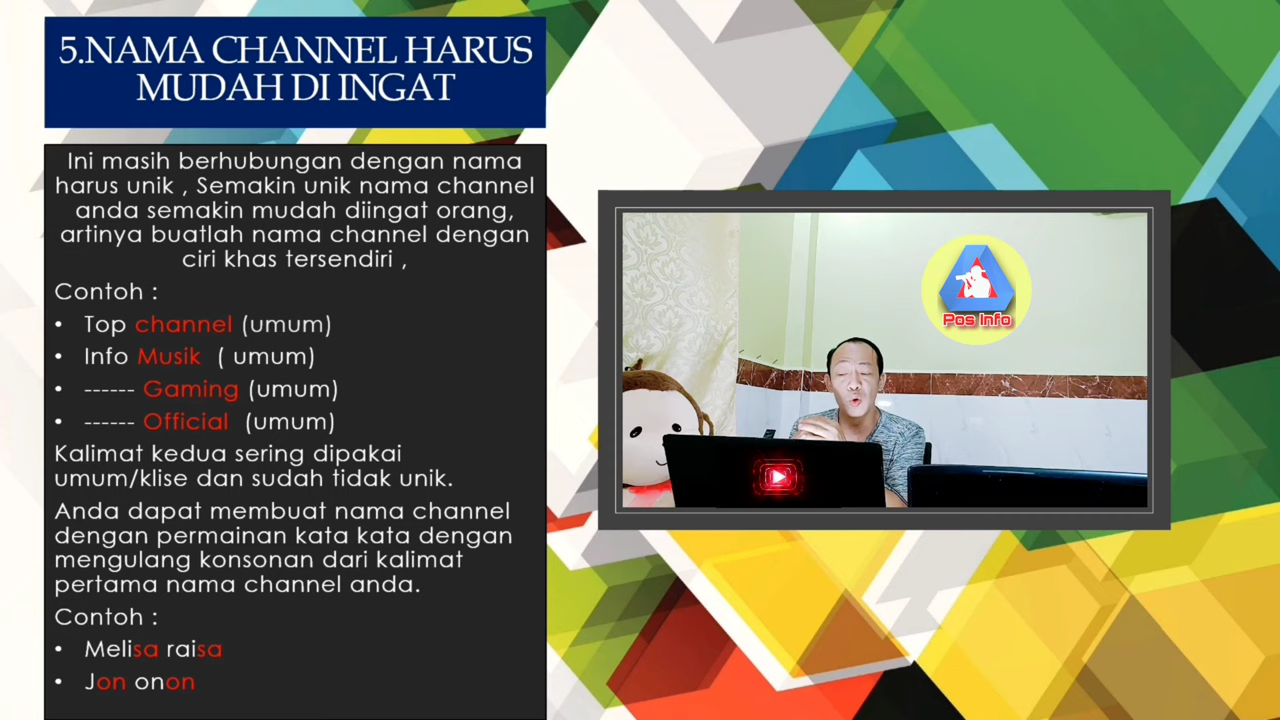 5.NAMA CHANNEL HARUS
MUDAH DI INGAT
Ini masih berhubungan dengan nama
harus unik , Semakin unik nama channel
anda semakin mudah diingat orang,
artinya buatlah nama channel dengan
ciri khas tersendiri ,
Contoh :
• Top channel (umum)
• Info Musik ( umum)
• ------ Gaming (umum)
• ------ Official (umum)
Kalimat kedua sering dipakai
umum/klise dan sudah tidak unik.
Anda dapat membuat nama channel
dengan permainan kata kata dengan
mengulang konsonan dari kalimat
pertama nama channel anda.
Contoh :
• Melisa raisa
• Jon onon
Pos Info